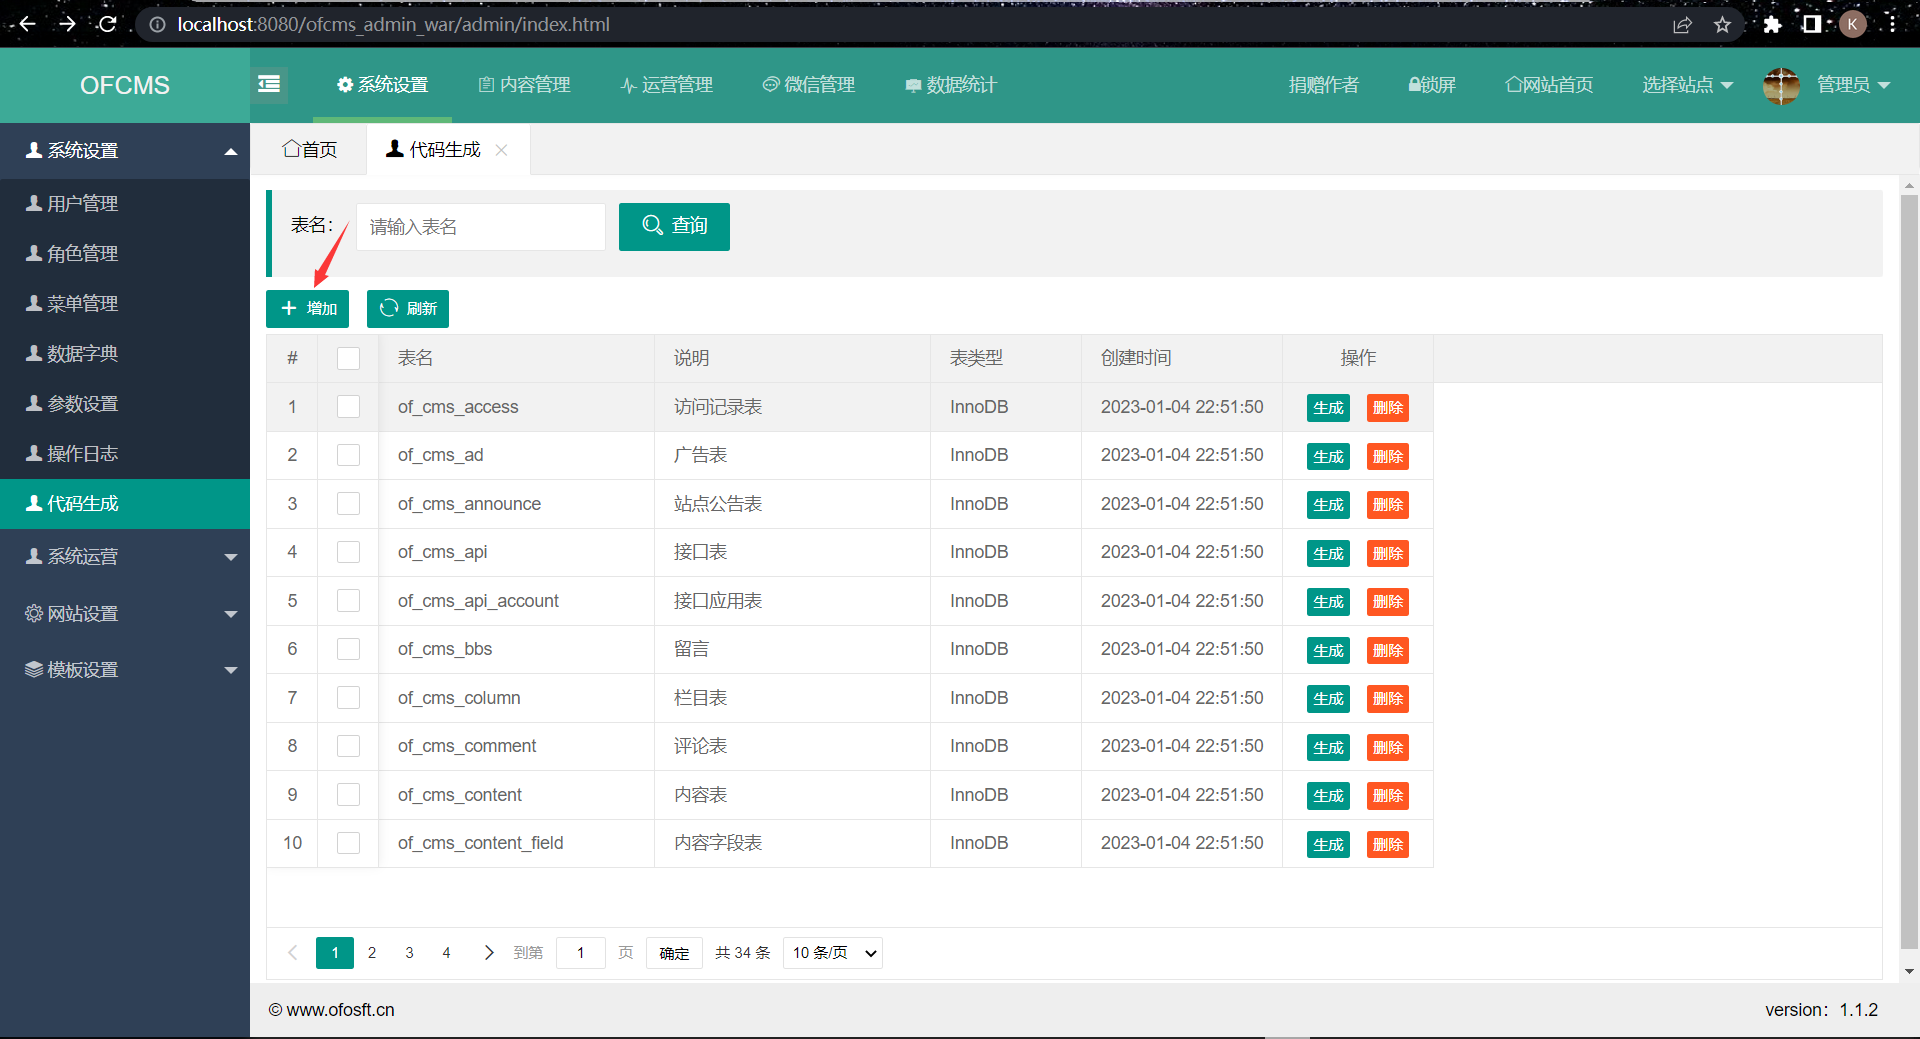 localhost:8080/ofcms_admin_war/admin/index.html
K
OFCMS
系统设置 内容管理 运营管理 微信管理 数据统计 捐赠作者 锁屏 网站首页 选择站点 管理员
系统设置
用户管理
角色管理
菜单管理
数据字典
参数设置
操作日志
代码生成
系统运营
网站设置
模板设置
首页 代码生成
表名： 请输入表名 查询
增加 刷新
# 表名 说明 表类型 创建时间 操作
1 of_cms_access 访问记录表 InnoDB 2023-01-04 22:51:50 生成 删除
2 of_cms_ad 广告表 InnoDB 2023-01-04 22:51:50 生成 删除
3 of_cms_announce 站点公告表 InnoDB 2023-01-04 22:51:50 生成 删除
4 of_cms_api 接口表 InnoDB 2023-01-04 22:51:50 生成 删除
5 of_cms_api_account 接口应用表 InnoDB 2023-01-04 22:51:50 生成 删除
6 of_cms_bbs 留言 InnoDB 2023-01-04 22:51:50 生成 删除
7 of_cms_column 栏目表 InnoDB 2023-01-04 22:51:50 生成 删除
8 of_cms_comment 评论表 InnoDB 2023-01-04 22:51:50 生成 删除
9 of_cms_content 内容表 InnoDB 2023-01-04 22:51:50 生成 删除
10 of_cms_content_field 内容字段表 InnoDB 2023-01-04 22:51:50 生成 删除
1 2 3 4 到第 1 页 确定 共 34 条 10 条/页
© www.ofosft.cn version：1.1.2